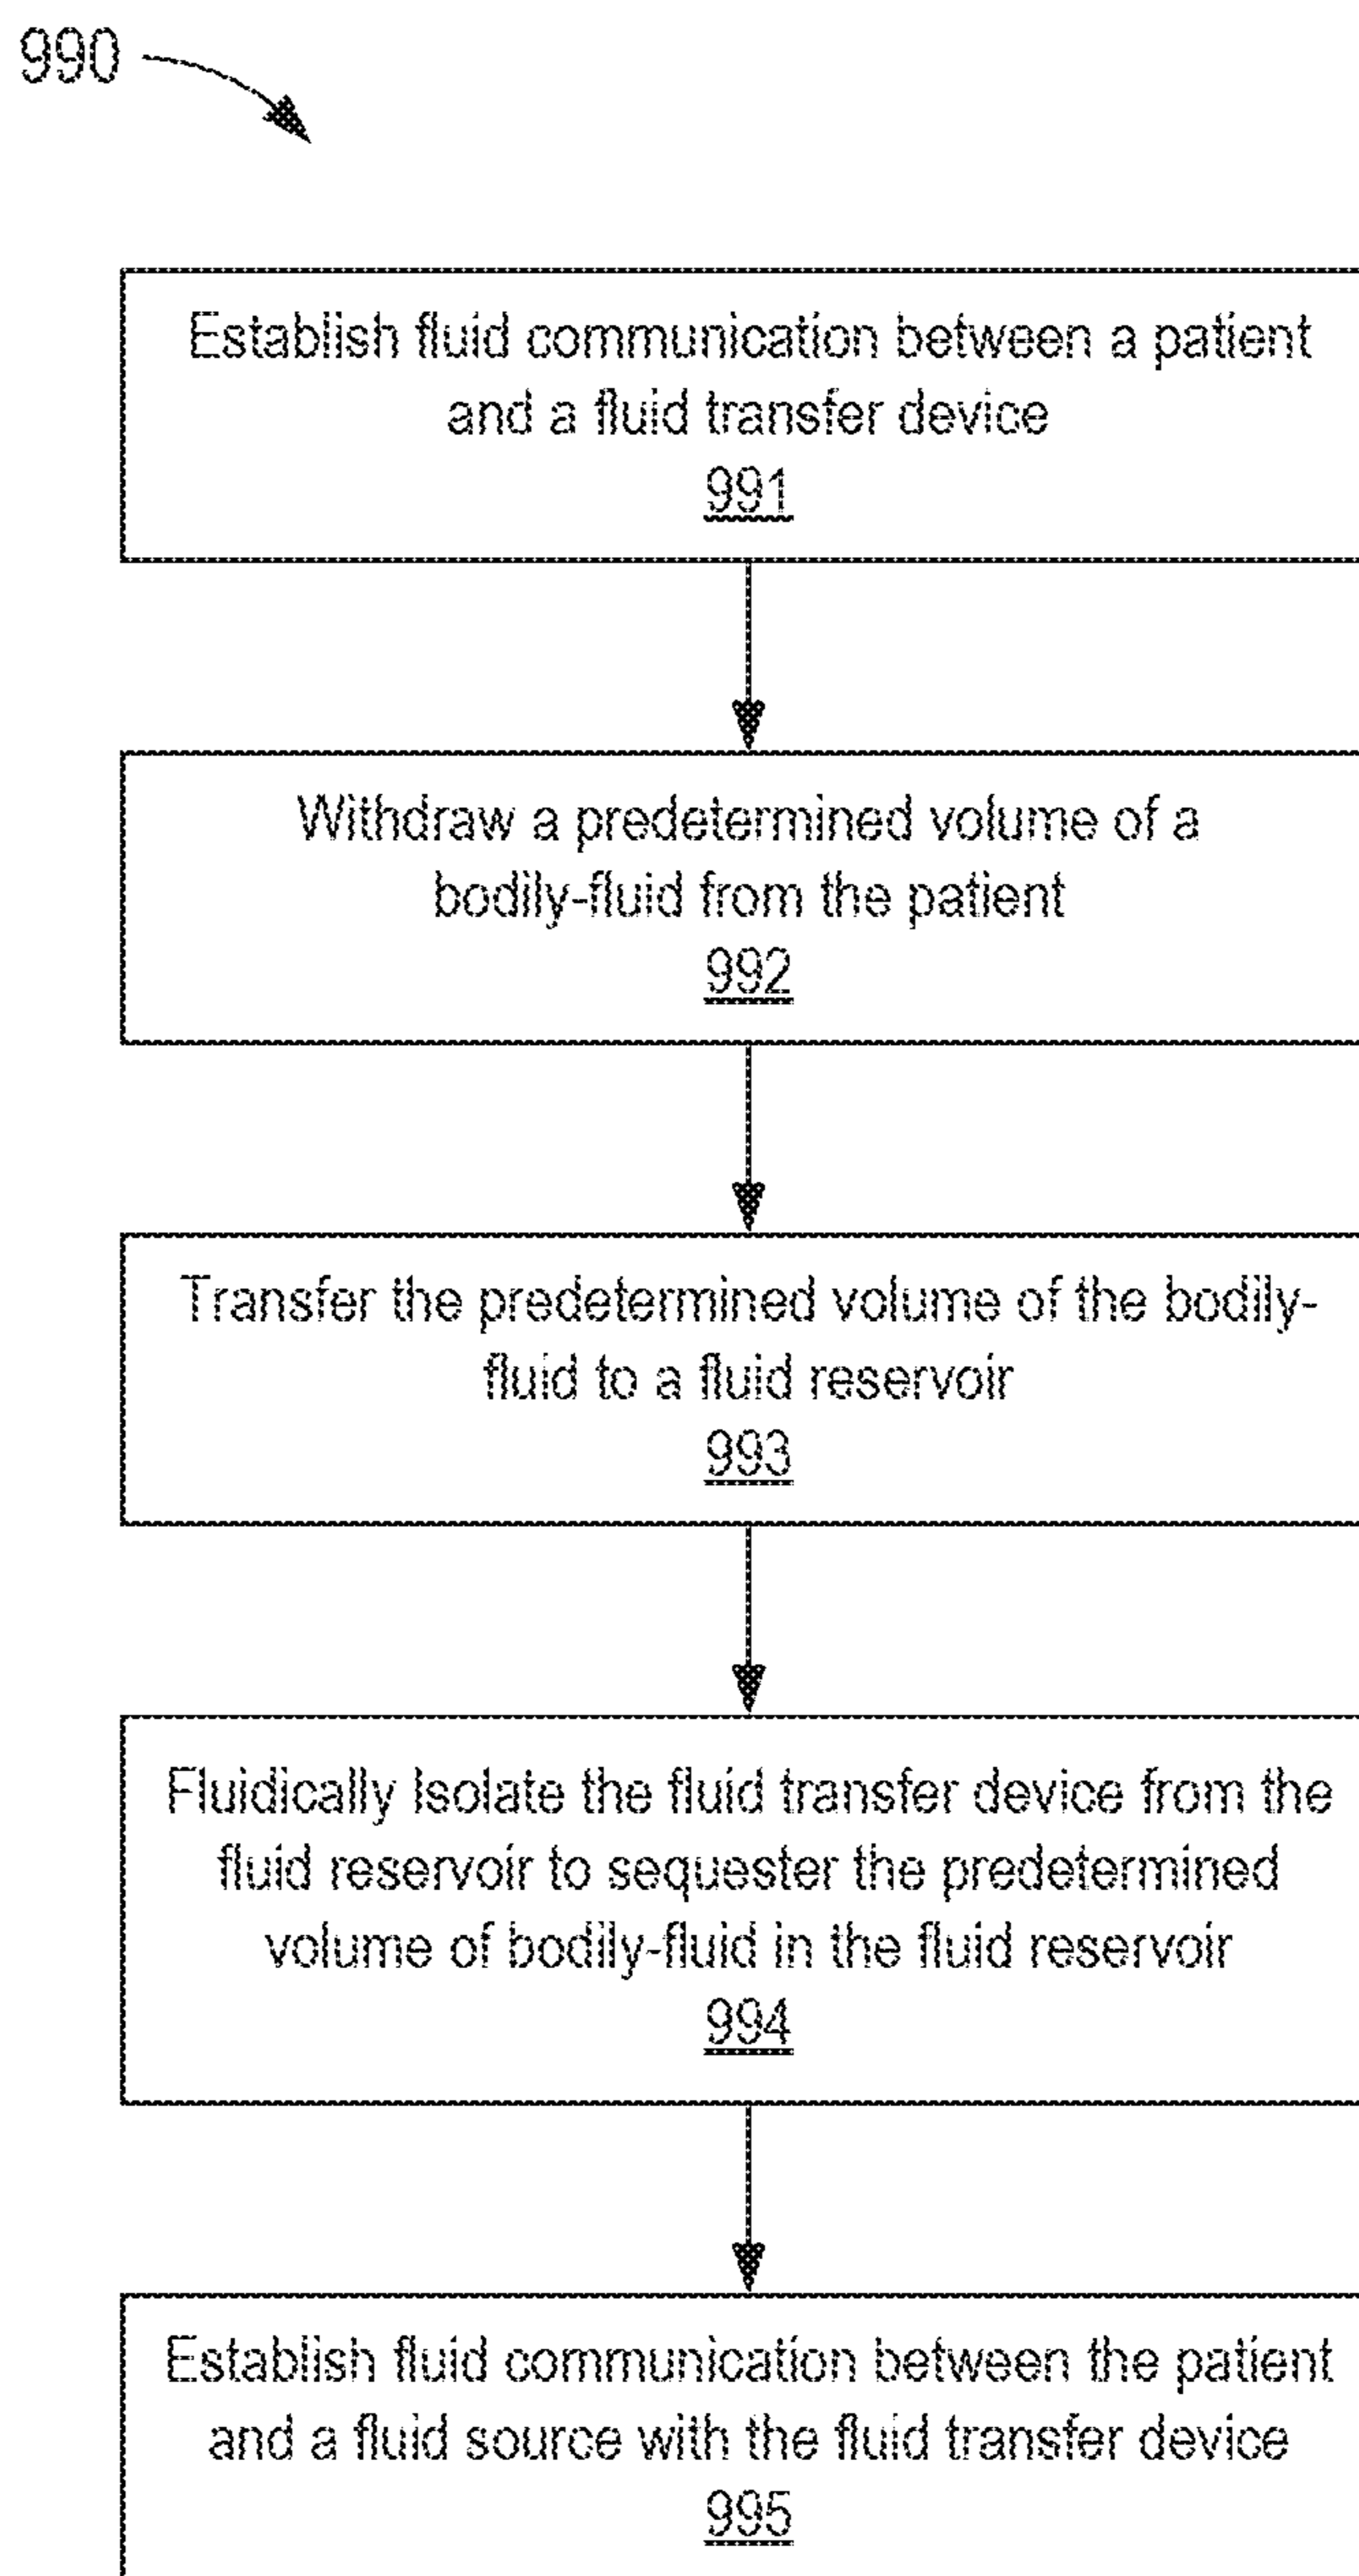 990
Establish fluid communication between a patient
and a fluid transfer device
991
Withdraw a predetermined volume of a
bodily-fluid from the patient
992
Transfer the predetermined volume of the bodily-
fluid to a fluid reservoir
993
Fluidically Isolate the fluid transfer device from the
fluid reservoir to sequester the predetermined
volume of bodily-fluid in the fluid reservoir
994
Establish fluid communication between the patient
and a fluid source with the fluid transfer device
995